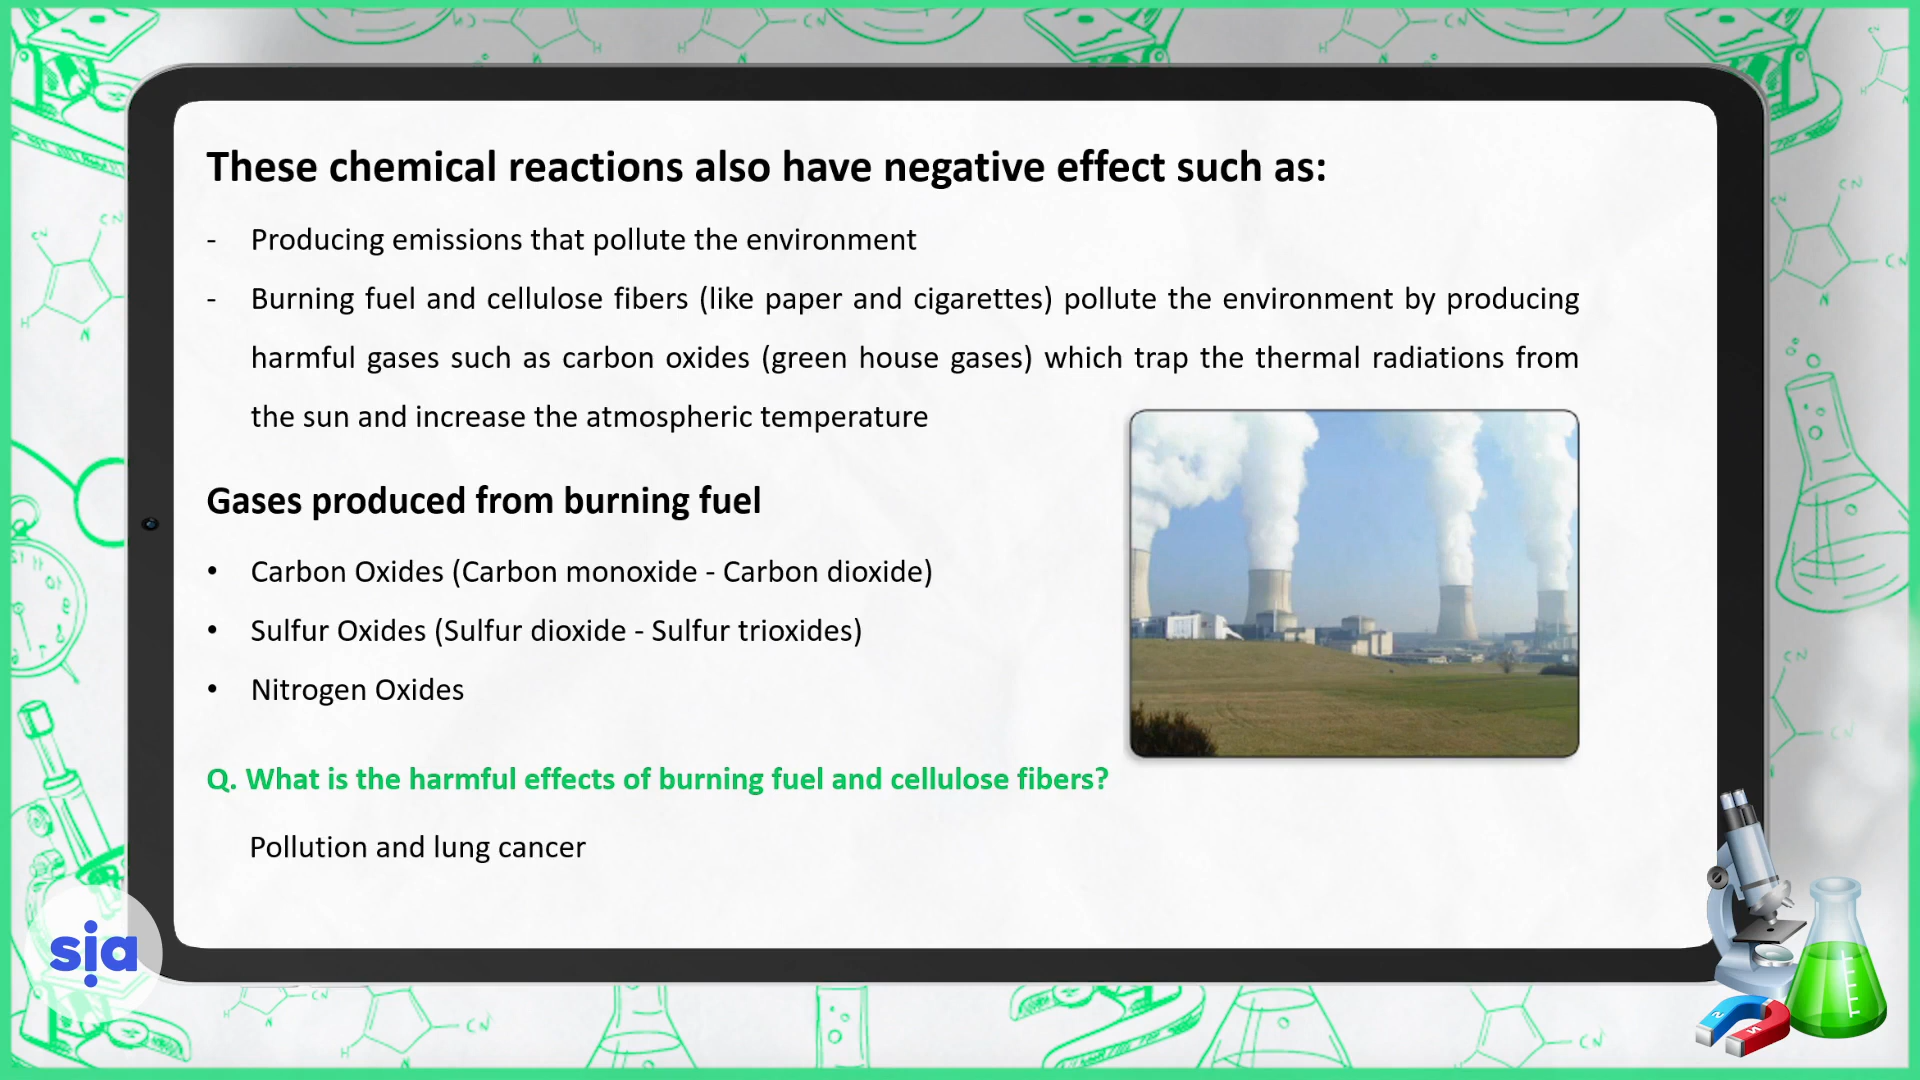 These chemical reactions also have negative effect such as:
- Producing emissions that pollute the environment
- Burning fuel and cellulose fibers (like paper and cigarettes) pollute the environment by producing
harmful gases such as carbon oxides (green house gases) which trap the thermal radiations from
the sun and increase the atmospheric temperature
Gases produced from burning fuel
• Carbon Oxides (Carbon monoxide - Carbon dioxide)
• Sulfur Oxides (Sulfur dioxide - Sulfur trioxides)
• Nitrogen Oxides
Q. What is the harmful effects of burning fuel and cellulose fibers?
Pollution and lung cancer
sia